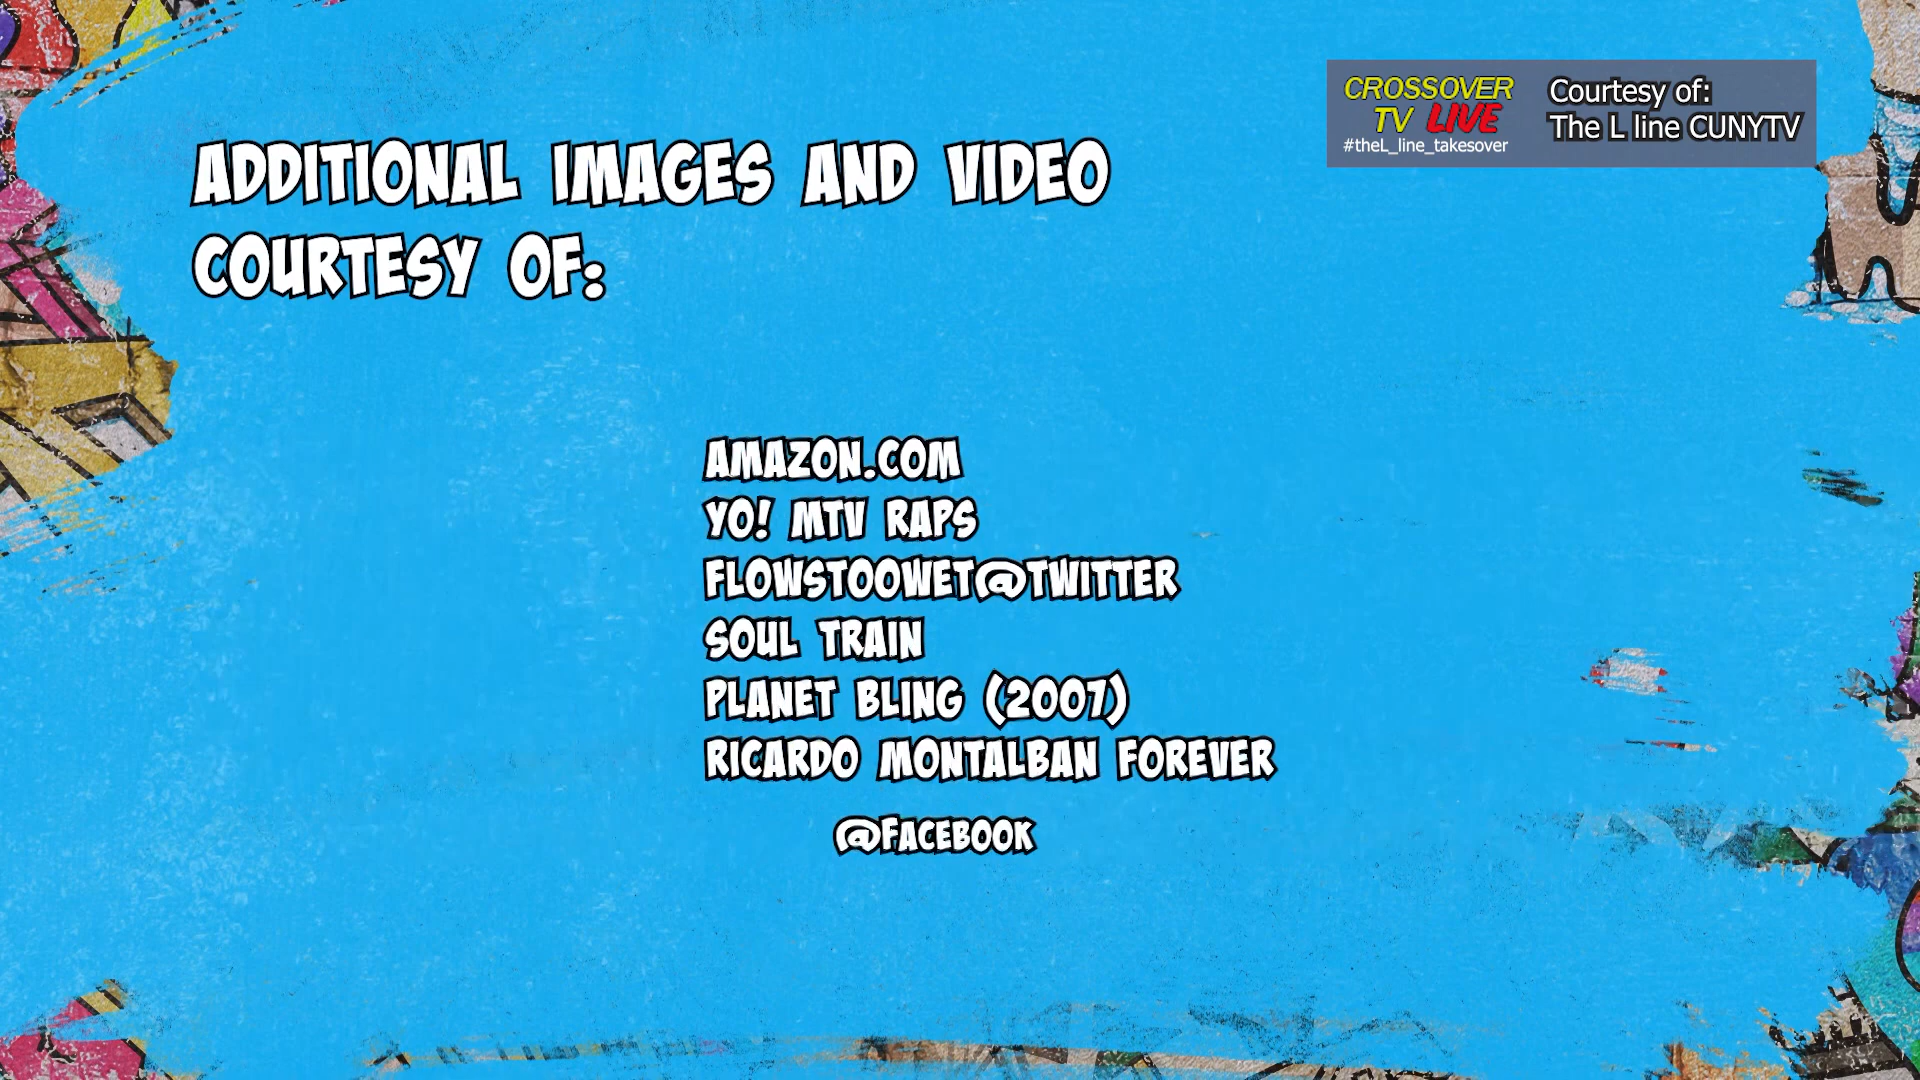 CROSSOVER
TV LIVE
#theL_line_takesover
Courtesy of:
The L line CUNYTV
ADDITIONAL IMAGES AND VIDEO
COURTESY OF:
AMAZON.COM
YO! MTV RAPS
FLOWSTOOWET@TWITTER
SOUL TRAIN
PLANET BLING (2007)
RICARDO MONTALBAN FOREVER
@FACEBOOK